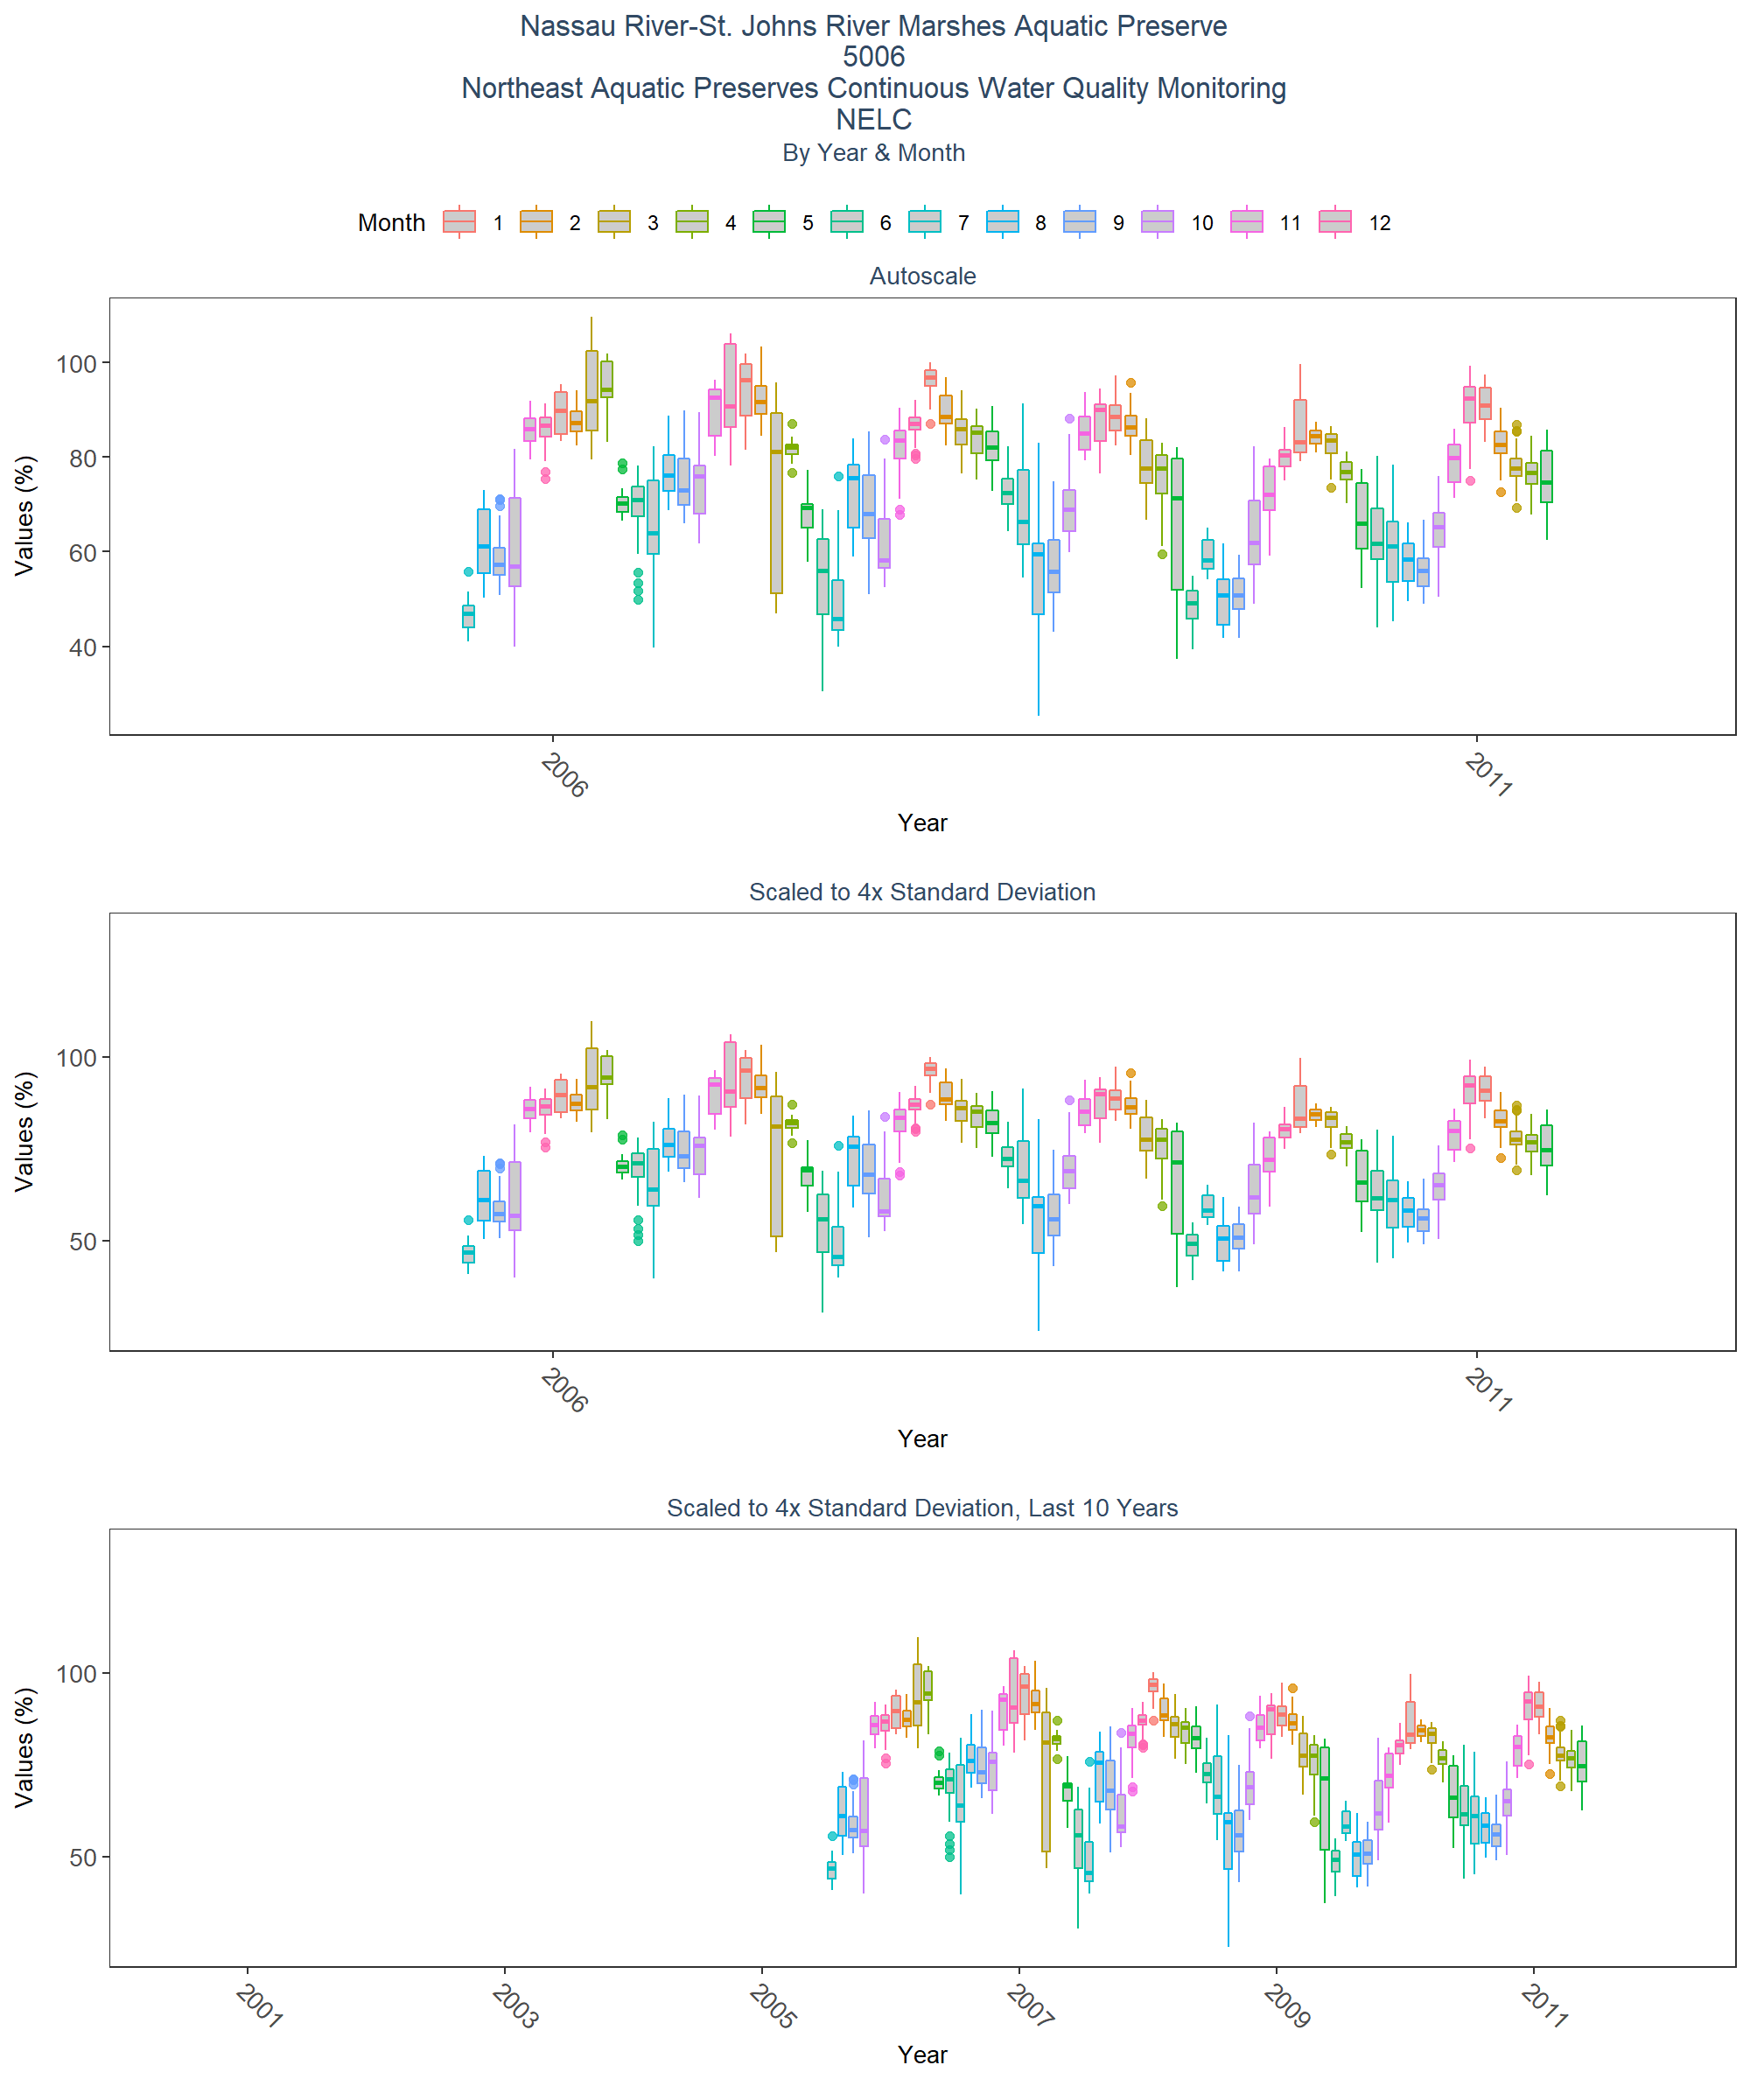 Nassau River-St. Johns River Marshes Aquatic Preserve
5006
Northeast Aquatic Preserves Continuous Water Quality Monitoring
NELC
By Year & Month
Month 1 2 3 4 5 6 7 8 9 10 11 12
Autoscale
Values (%)
100
80
60
40
2006 2011
Year
Scaled to 4x Standard Deviation
Values (%)
100
50
2006 2011
Year
Scaled to 4x Standard Deviation, Last 10 Years
Values (%)
100
50
2001 2003 2005 2007 2009 2011
Year